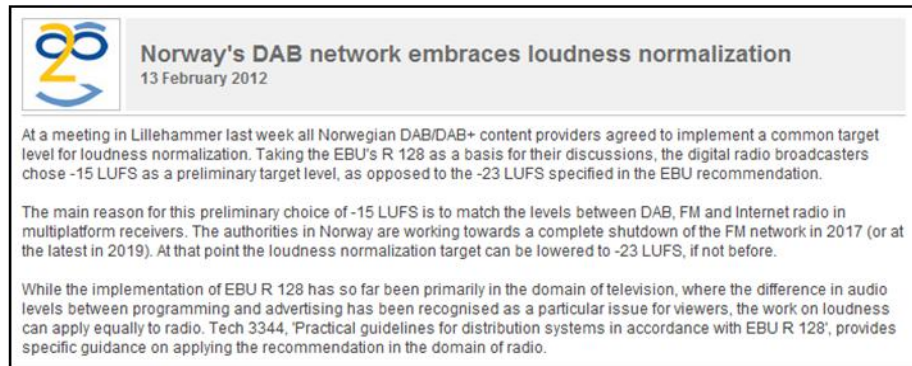 Norway's DAB network embraces loudness normalization
13 February 2012
At a meeting in Lillehammer last week all Norwegian DAB/DAB+ content providers agreed to implement a common target
level for loudness normalization. Taking the EBU's R 128 as a basis for their discussions, the digital radio broadcasters
chose -15 LUFS as a preliminary target level, as opposed to the -23 LUFS specified in the EBU recommendation.
The main reason for this preliminary choice of -15 LUFS is to match the levels between DAB, FM and Internet radio in
multiplatform receivers. The authorities in Norway are working towards a complete shutdown of the FM network in 2017 (or at
the latest in 2019). At that point the loudness normalization target can be lowered to -23 LUFS, if not before.
While the implementation of EBU R 128 has so far been primarily in the domain of television, where the difference in audio
levels between programming and advertising has been recognised as a particular issue for viewers, the work on loudness
can apply equally to radio. Tech 3344, 'Practical guidelines for distribution systems in accordance with EBU R 128', provides
specific guidance on applying the recommendation in the domain of radio.